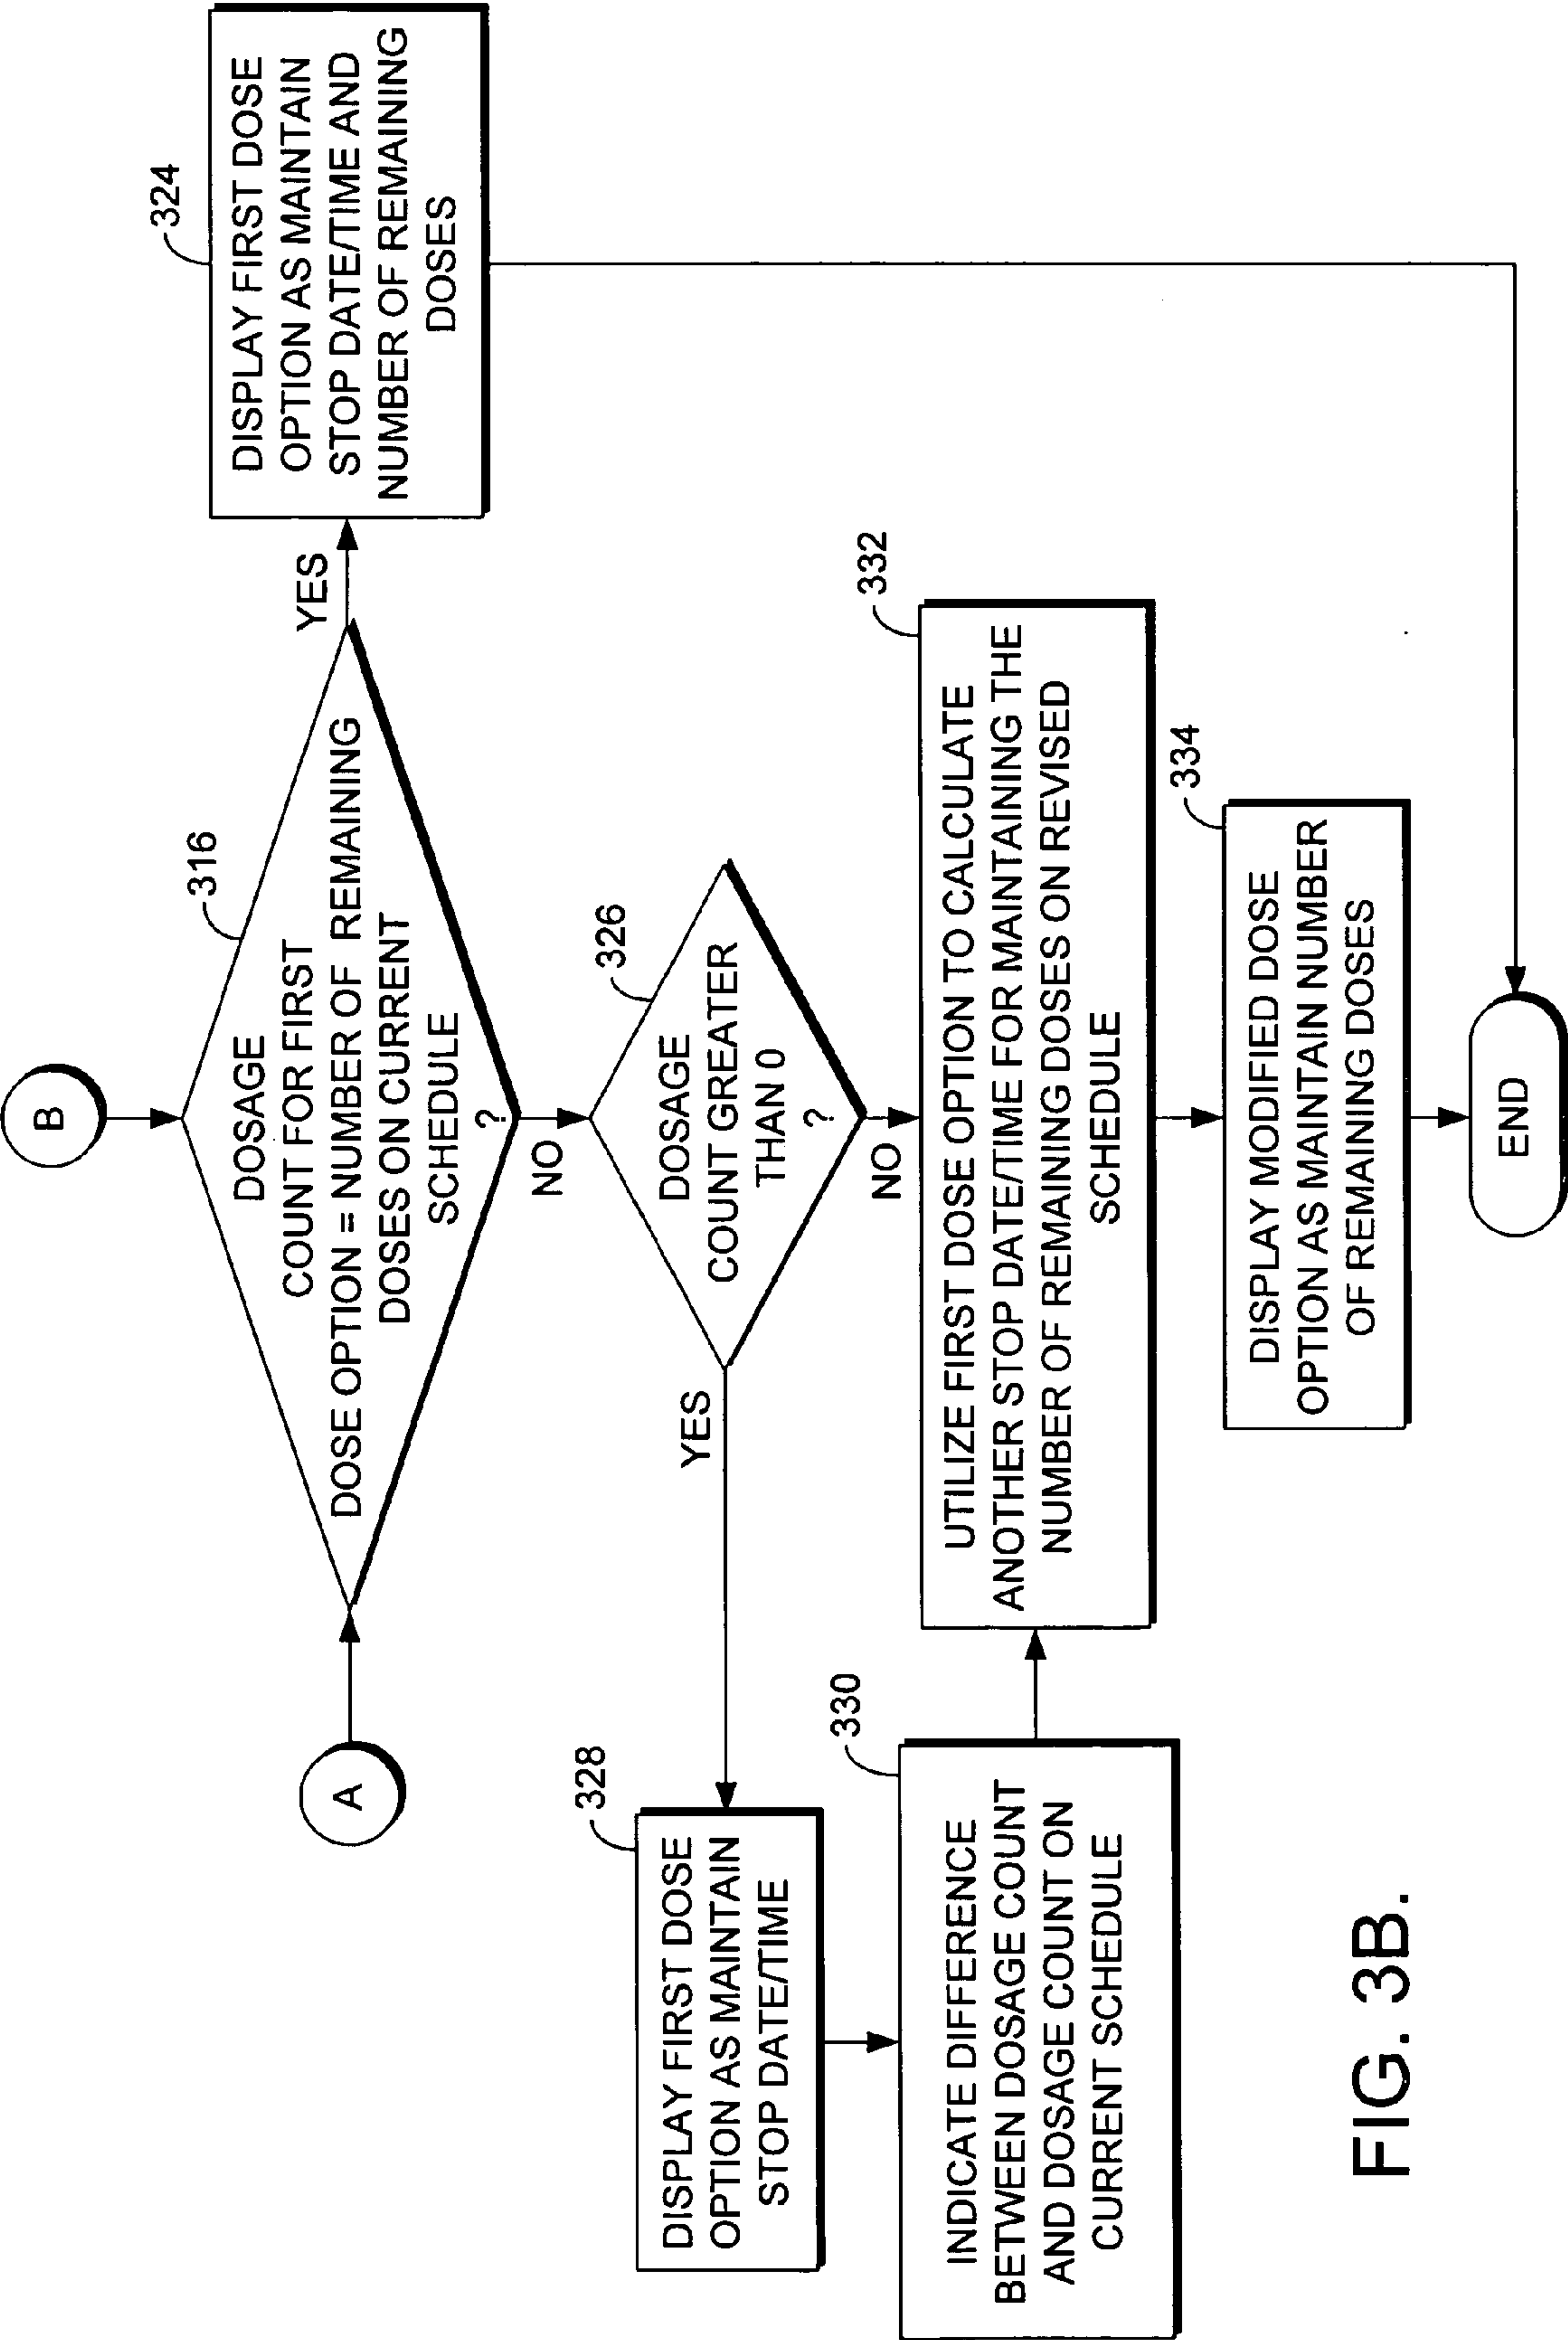 B
316
DOSAGE
COUNT FOR FIRST
DOSE OPTION = NUMBER OF REMAINING
DOSES ON CURRENT
SCHEDULE
?
A
YES
324
DISPLAY FIRST DOSE
OPTION AS MAINTAIN
STOP DATE/TIME AND
NUMBER OF REMAINING
DOSES
NO
326
DOSAGE
COUNT GREATER
THAN 0
?
YES
328
DISPLAY FIRST DOSE
OPTION AS MAINTAIN
STOP DATE/TIME
330
INDICATE DIFFERENCE
BETWEEN DOSAGE COUNT
AND DOSAGE COUNT ON
CURRENT SCHEDULE
NO
332
UTILIZE FIRST DOSE OPTION TO CALCULATE
ANOTHER STOP DATE/TIME FOR MAINTAINING THE
NUMBER OF REMAINING DOSES ON REVISED
SCHEDULE
334
DISPLAY MODIFIED DOSE
OPTION AS MAINTAIN NUMBER
OF REMAINING DOSES
END
FIG. 3B.